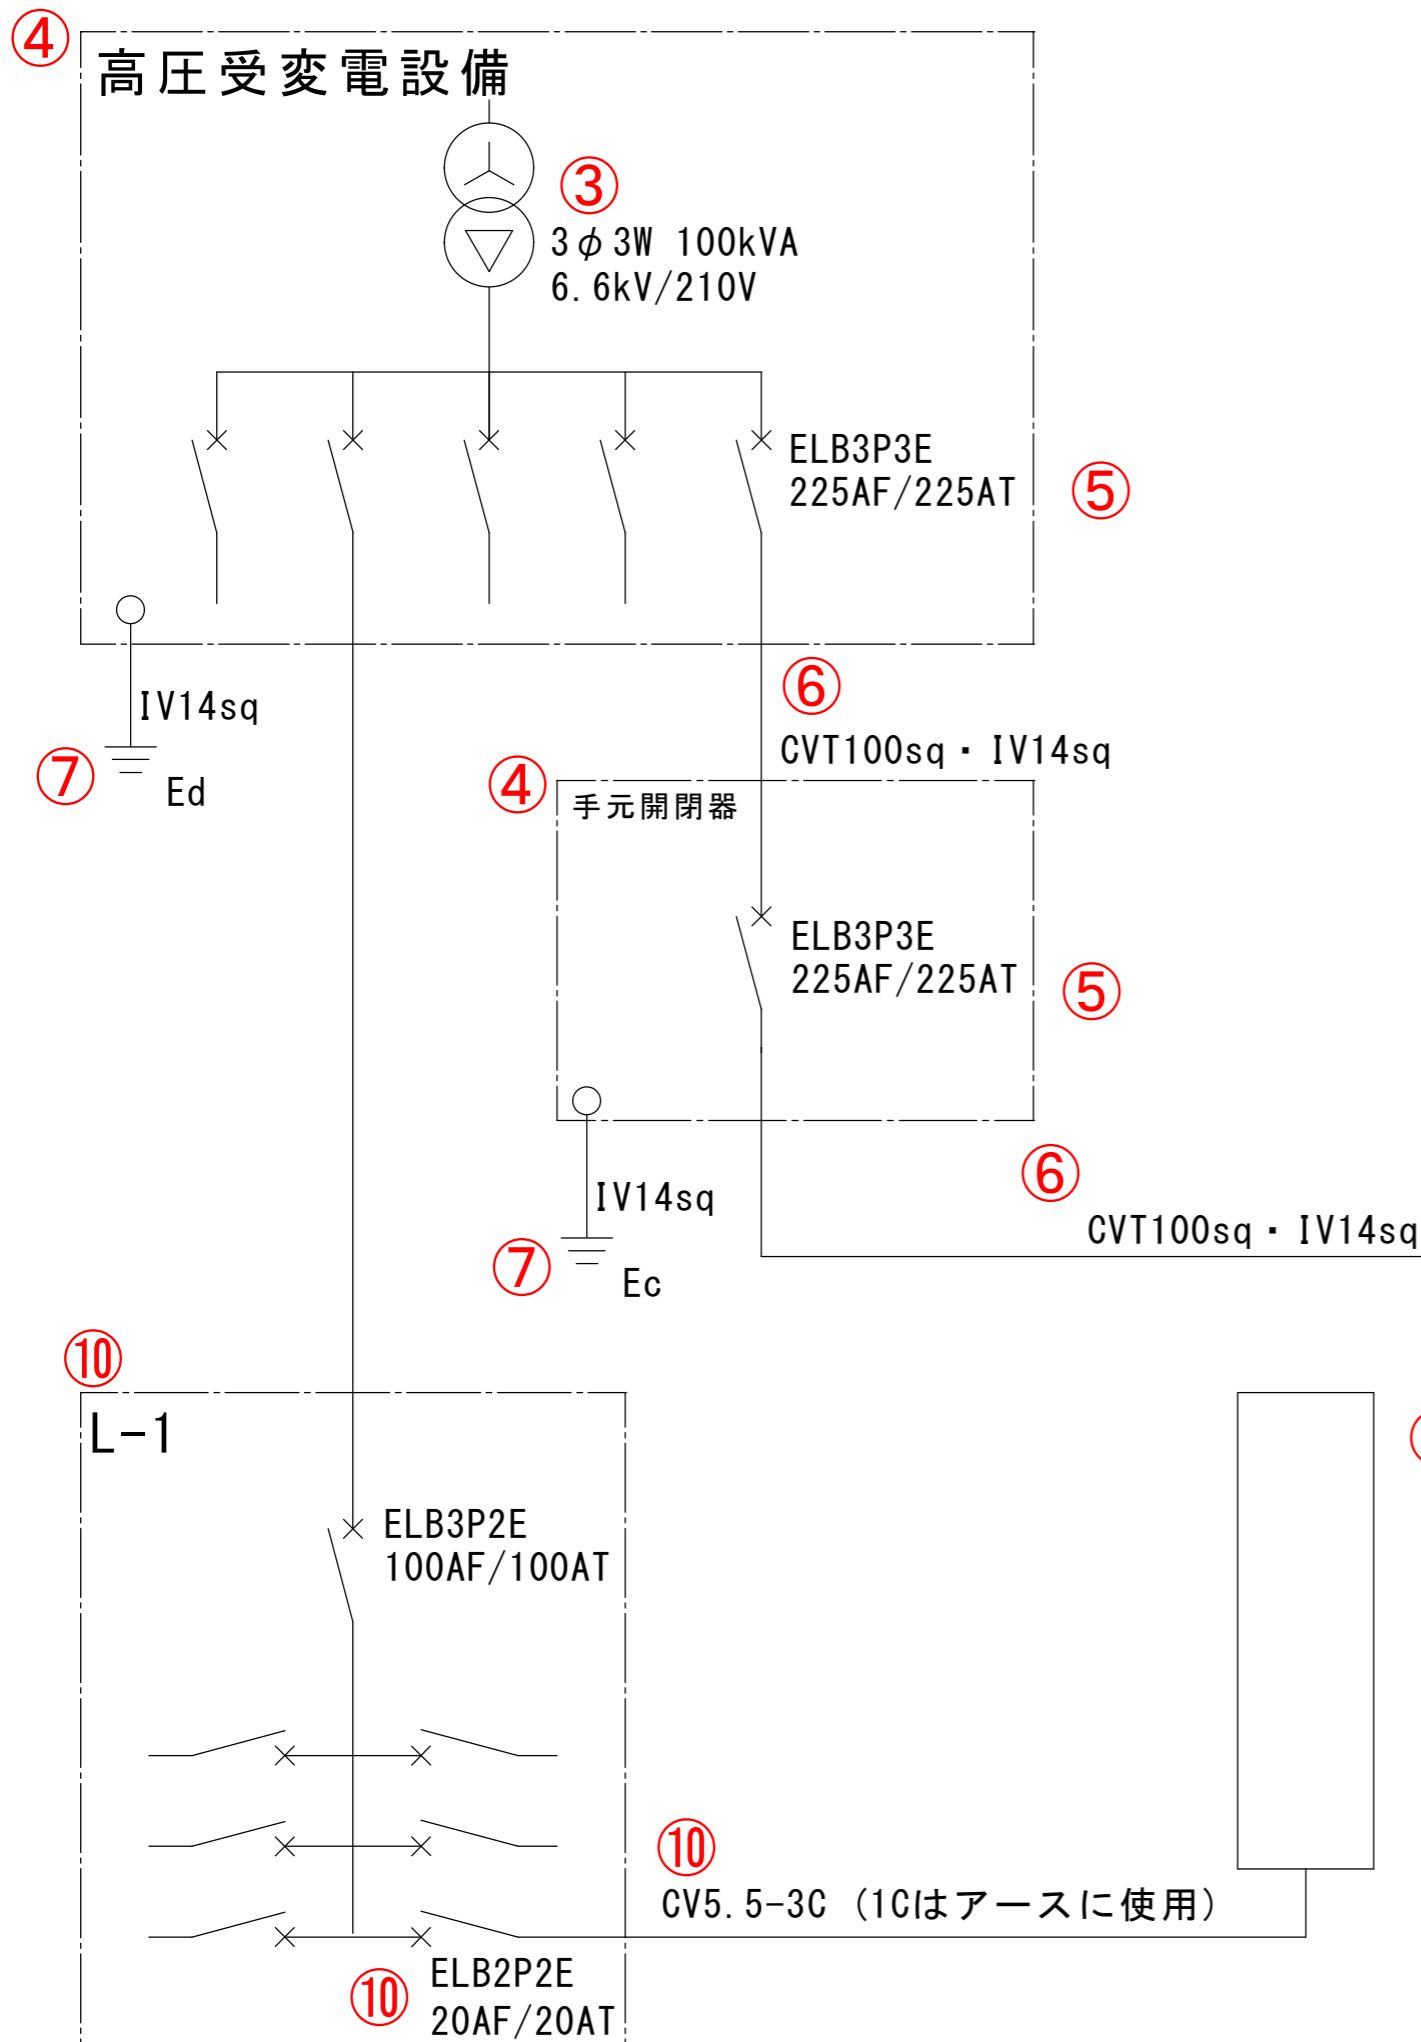 ④
高圧受変電設備
③
3φ3W 100kVA
6.6kV/210V
ELB3P3E
225AF/225AT
⑤
IV14sq
⑦
Ed
⑥
CVT100sq・IV14sq
④
手元開閉器
ELB3P3E
225AF/225AT
⑤
IV14sq
⑦
Ec
⑥
CVT100sq・IV14sq
⑩
L-1
ELB3P2E
100AF/100AT
⑩
CV5.5-3C (1Cはアースに使用)
⑩
ELB2P2E
20AF/20AT